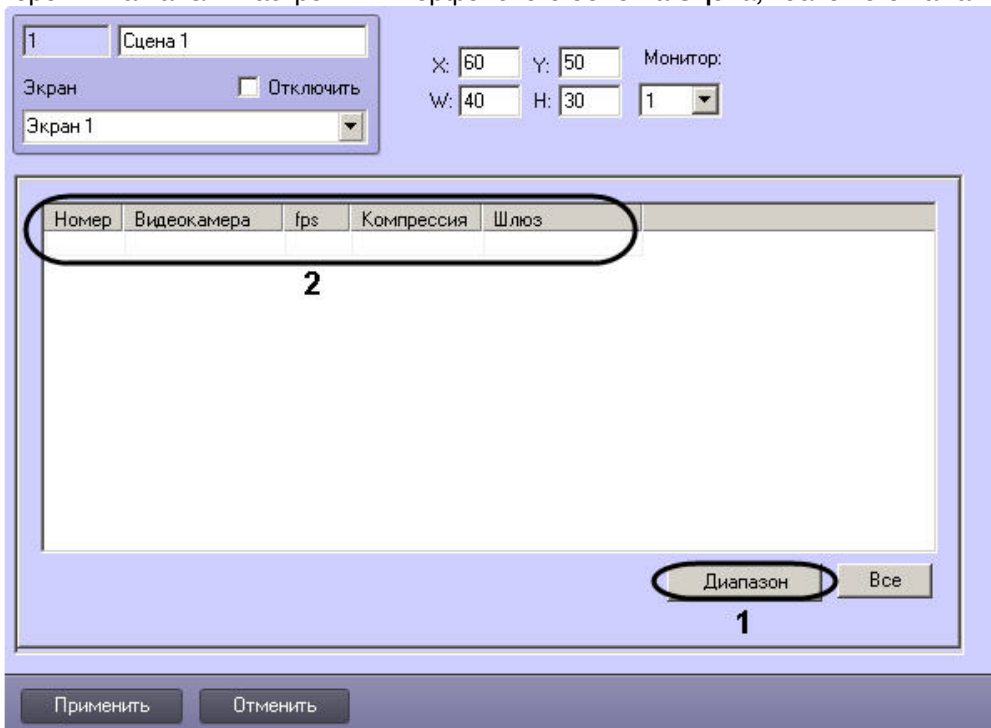 1 Сцена 1
Экран Отключить
Экран 1
X: 60 Y: 50 Монитор:
W: 40 H: 30 1
Номер Видеокамера fps Компрессия Шлюз
2
Диапазон Все
1
Применить Отменить